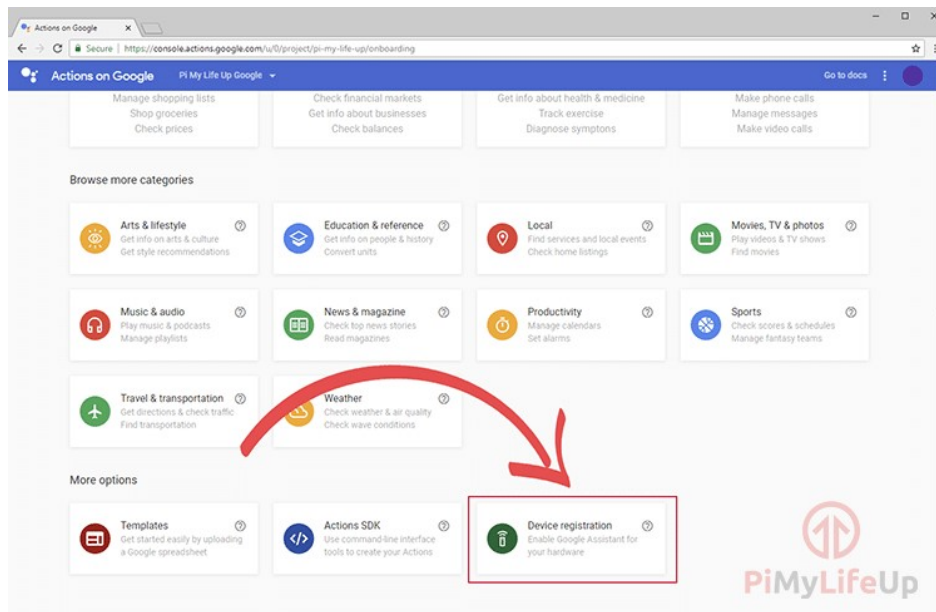 Actions on Google
Secure
https://console.actions.google.com/u/0/project/pi-my-life-up/onboarding
Actions on Google
Pi My Life Up Google
Go to docs
Manage shopping lists
Shop groceries
Check prices
Check financial markets
Get info about businesses
Check balances
Get info about health & medicine
Track exercise
Diagnose symptons
Make phone calls
Manage messages
Make video calls
Browse more categories
Arts & lifestyle
Get info on arts & culture
Get style recommendations
Education & reference
Get info on people & history
Convert units
Local
Find services and local events
Check home listings
Movies, TV & photos
Play videos & TV shows
Find movies
Music & audio
Play music & podcasts
Manage playlists
News & magazine
Check top news stories
Read magazines
Productivity
Manage calendars
Set alarms
Sports
Check scores & schedules
Manage fantasy teams
Travel & transportation
Get directions & check traffic
Find transportation
Weather
Check weather & air quality
Check wave conditions
More options
Templates
Get started easily by uploading
a Google spreadsheet
Actions SDK
Use command-line interface
tools to create your Actions
Device registration
Enable Google Assistant for
your hardware
PiMyLifeUp